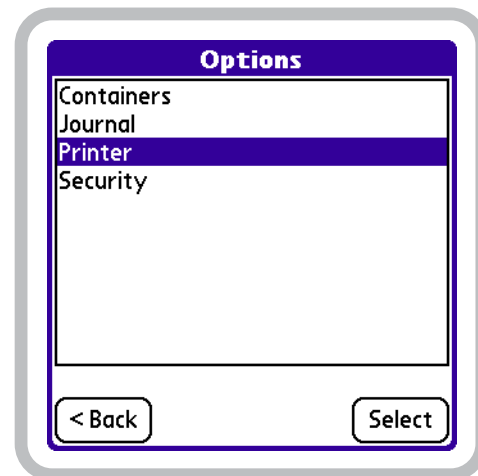 Options
Containers
Journal
Printer
Security
< Back
Select